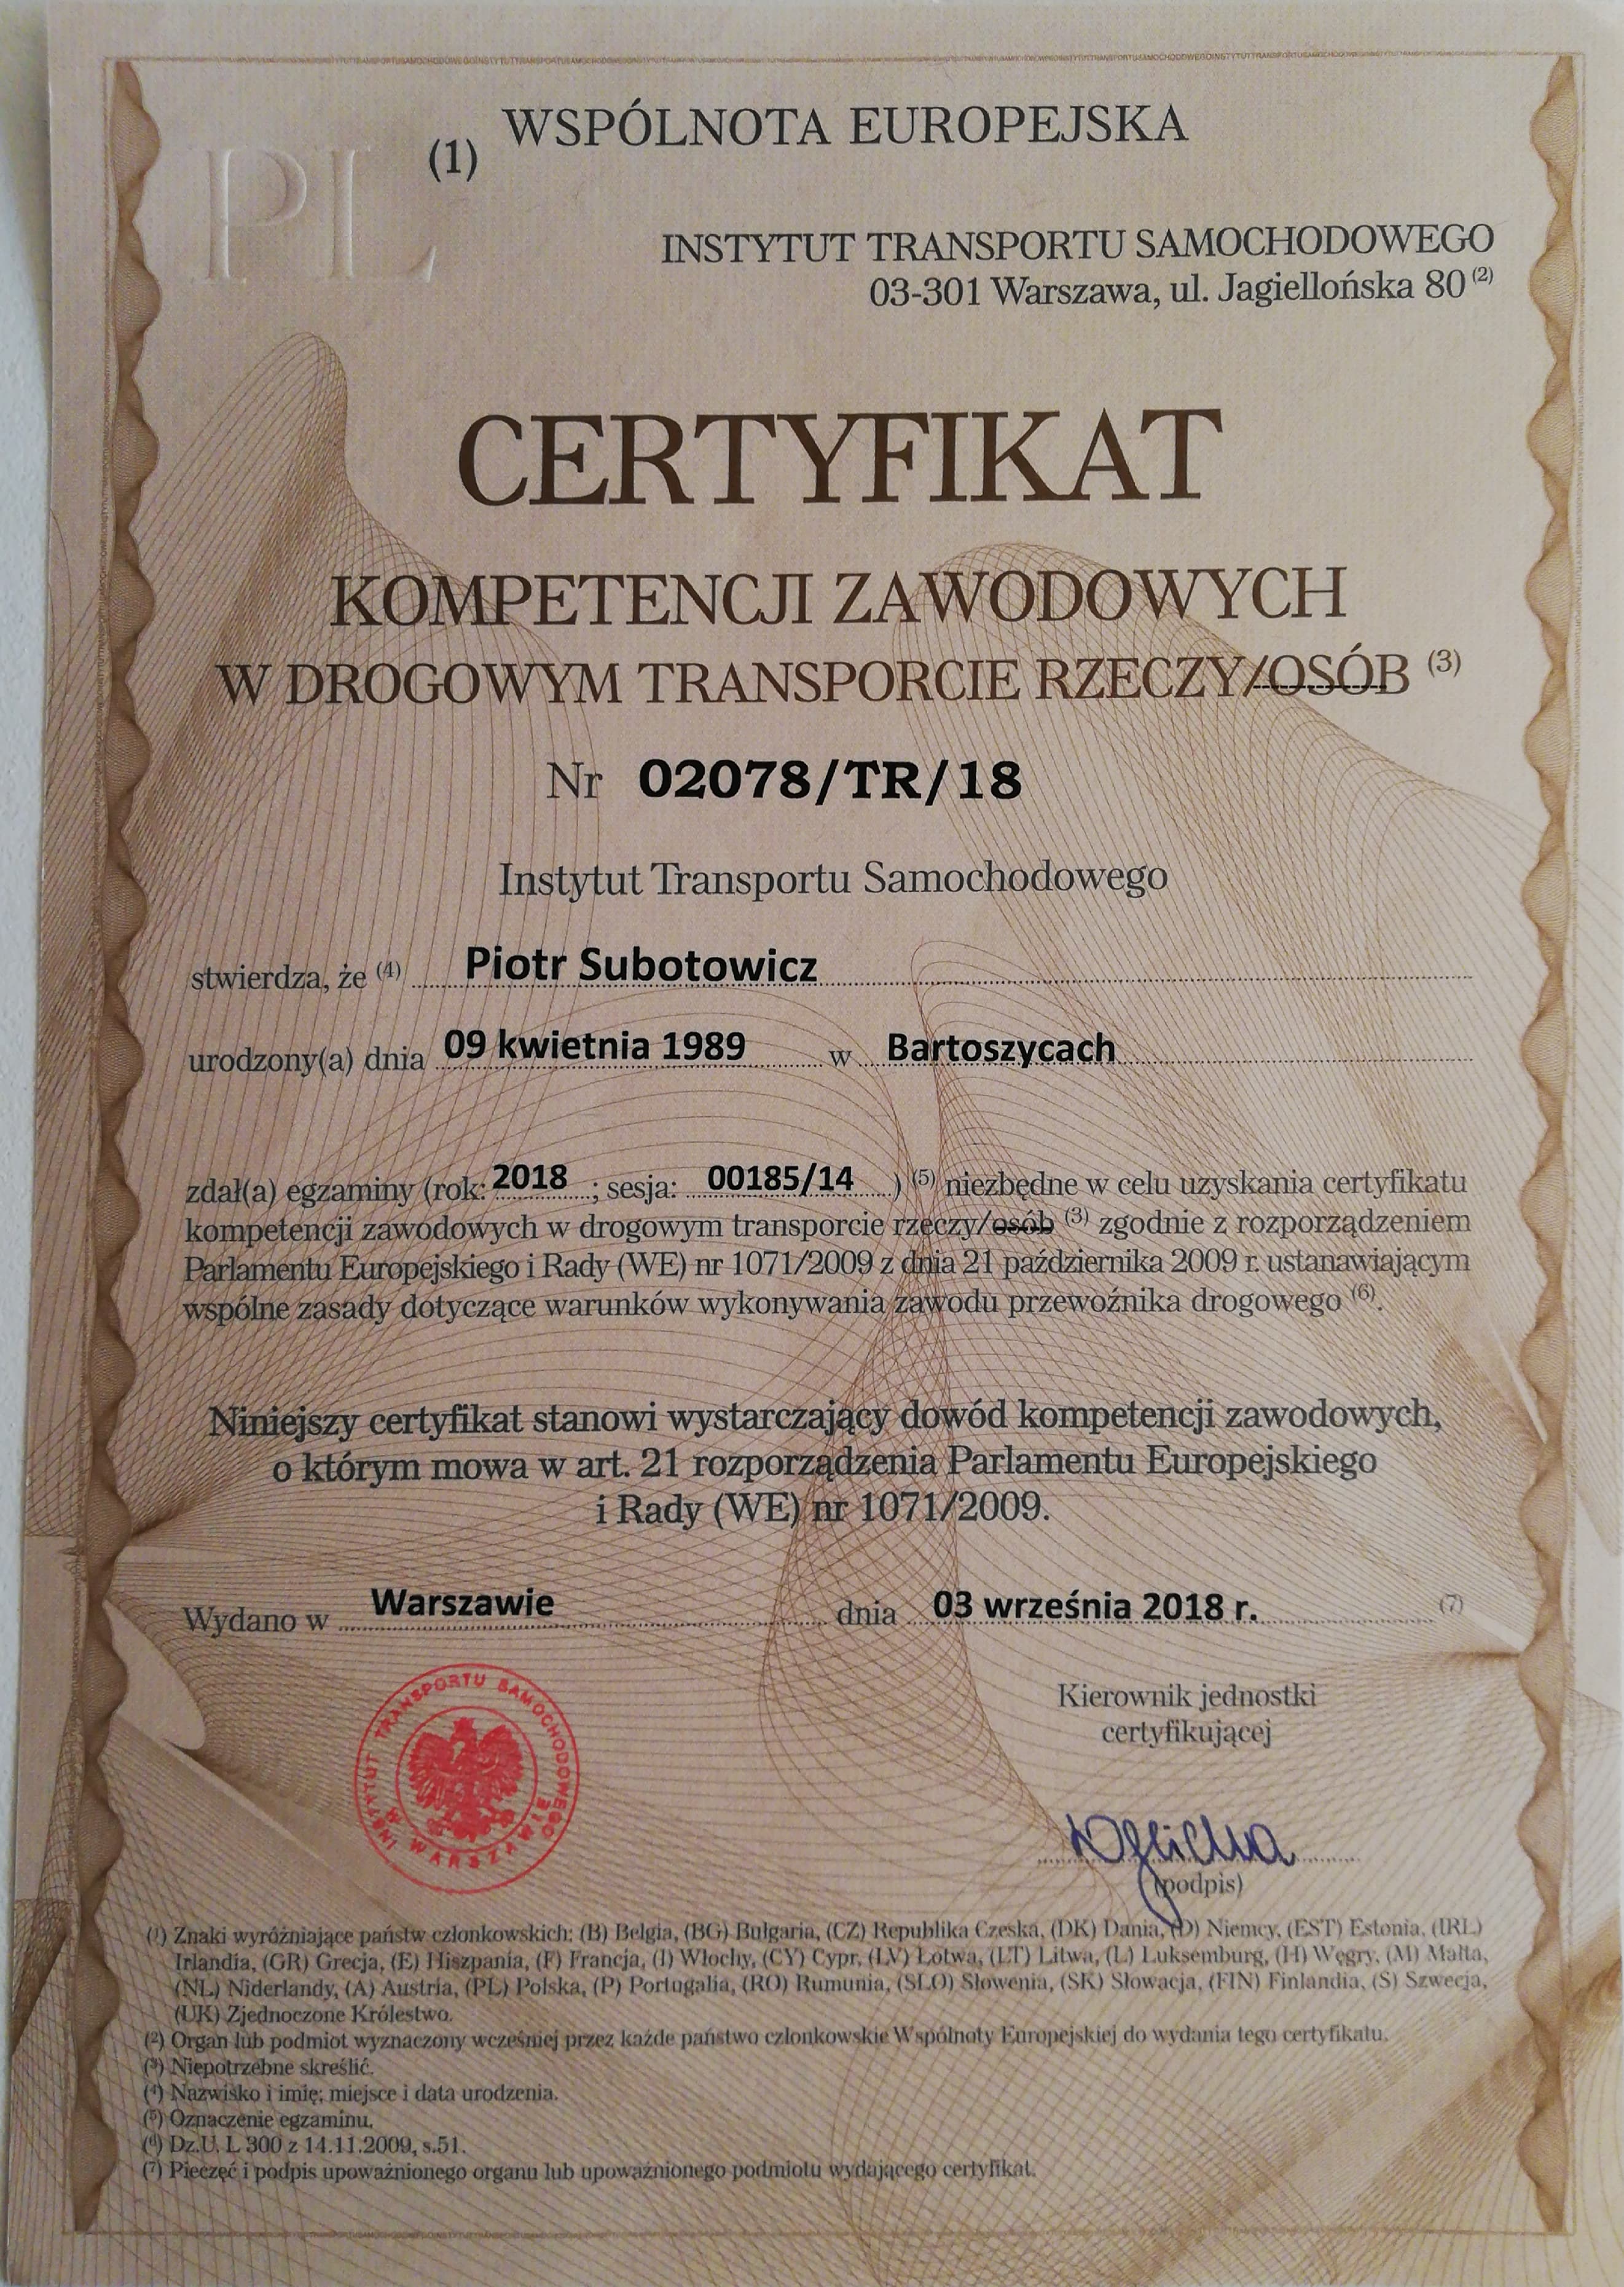 PL
(1) WSPÓLNOTA EUROPEJSKA
INSTYTUT TRANSPORTU SAMOCHODOWEGO
03-301 Warszawa, ul. Jagiellońska 80 (2)
CERTYFIKAT
KOMPETENCJI ZAWODOWYCH
W DROGOWYM TRANSPORCIE RZECZY/OSÓB (3)
Nr 02078/TR/18
Instytut Transportu Samochodowego
stwierdza, że (4) Piotr Subotowicz
urodzony(a) dnia 09 kwietnia 1989 w Bartoszycach
zdał(a) egzaminy (rok: 2018 ; sesja: 00185/14 ) (5) niezbędne w celu uzyskania certyfikatu
kompetencji zawodowych w drogowym transporcie rzeczy/osób (3) zgodnie z rozporządzeniem
Parlamentu Europejskiego i Rady (WE) nr 1071/2009 z dnia 21 października 2009 r. ustanawiającym
wspólne zasady dotyczące warunków wykonywania zawodu przewoźnika drogowego (6).
Niniejszy certyfikat stanowi wystarczający dowód kompetencji zawodowych,
o którym mowa w art. 21 rozporządzenia Parlamentu Europejskiego
i Rady (WE) nr 1071/2009.
Wydano w Warszawie dnia 03 września 2018 r. (7)
INSTYTUT TRANSPORTU SAMOCHODOWEGO
W WARSZAWIE
Kierownik jednostki
certyfikującej
(podpis)
(1) Znaki wyróżniające państw członkowskich: (B) Belgia, (BG) Bułgaria, (CZ) Republika Czeska, (DK) Dania, (D) Niemcy, (EST) Estonia, (IRL)
Irlandia, (GR) Grecja, (E) Hiszpania, (F) Francja, (I) Włochy, (CY) Cypr, (LV) Łotwa, (LT) Litwa, (L) Luksemburg, (H) Węgry, (M) Malta,
(NL) Niderlandy, (A) Austria, (PL) Polska, (P) Portugalia, (RO) Rumunia, (SLO) Słowenia, (SK) Słowacja, (FIN) Finlandia, (S) Szwecja,
(UK) Zjednoczone Królestwo.
(2) Organ lub podmiot wyznaczony wcześniej przez każde państwo członkowskie Wspólnoty Europejskiej do wydania tego certyfikatu.
(3) Niepotrzebne skreślić.
(4) Nazwisko i imię; miejsce i data urodzenia.
(5) Oznaczenie egzaminu.
(6) Dz.U. L 300 z 14.11.2009, s.51.
(7) Pieczęć i podpis upoważnionego organu lub upoważnionego podmiotu wydającego certyfikat.